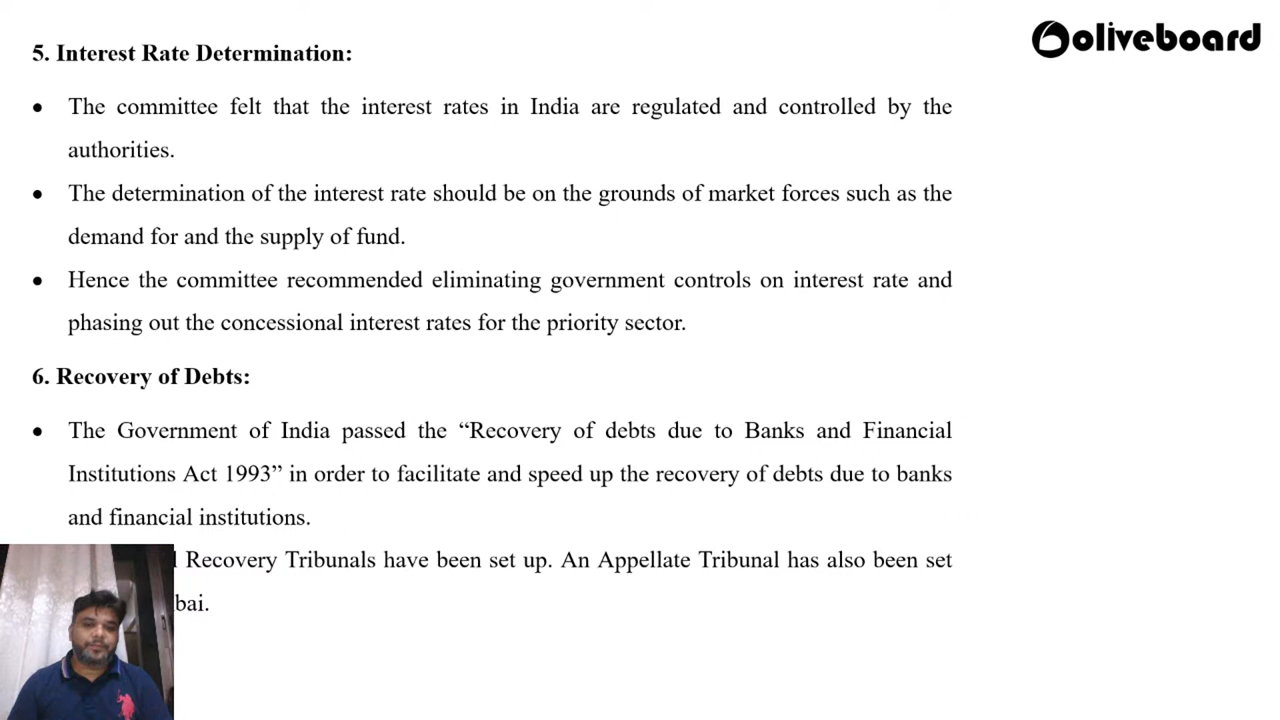 oliveboard
5. Interest Rate Determination:
• The committee felt that the interest rates in India are regulated and controlled by the
authorities.
• The determination of the interest rate should be on the grounds of market forces such as the
demand for and the supply of fund.
• Hence the committee recommended eliminating government controls on interest rate and
phasing out the concessional interest rates for the priority sector.
6. Recovery of Debts:
• The Government of India passed the “Recovery of debts due to Banks and Financial
Institutions Act 1993” in order to facilitate and speed up the recovery of debts due to banks
and financial institutions.
Recovery Tribunals have been set up. An Appellate Tribunal has also been set
bai.